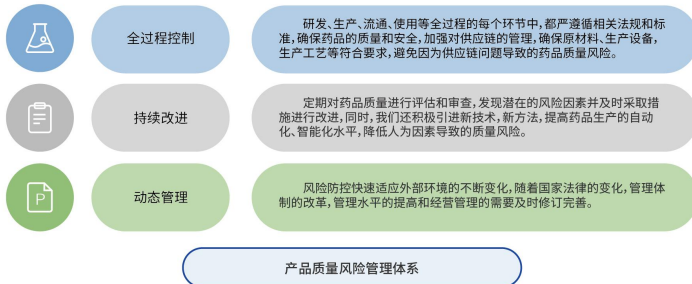 全过程控制
研发、生产、流通、使用等全过程的每个环节中,都严遵循相关法规和标
准,确保药品的质量和安全,加强对供应链的管理,确保原材料、生产设备,
生产工艺等符合要求,避免因为供应链问题导致的药品质量风险。
持续改进
定期对药品质量进行评估和审查,发现潜在的风险因素并及时采取措
施进行改进,同时,我们还积极引进新技术,新方法,提高药品生产的自动
化、智能化水平,降低人为因素导致的质量风险。
P
动态管理
风险防控快速适应外部环境的不断变化,随着国家法律的变化,管理体
制的改革,管理水平的提高和经营管理的需要及时修订完善。
产品质量风险管理体系